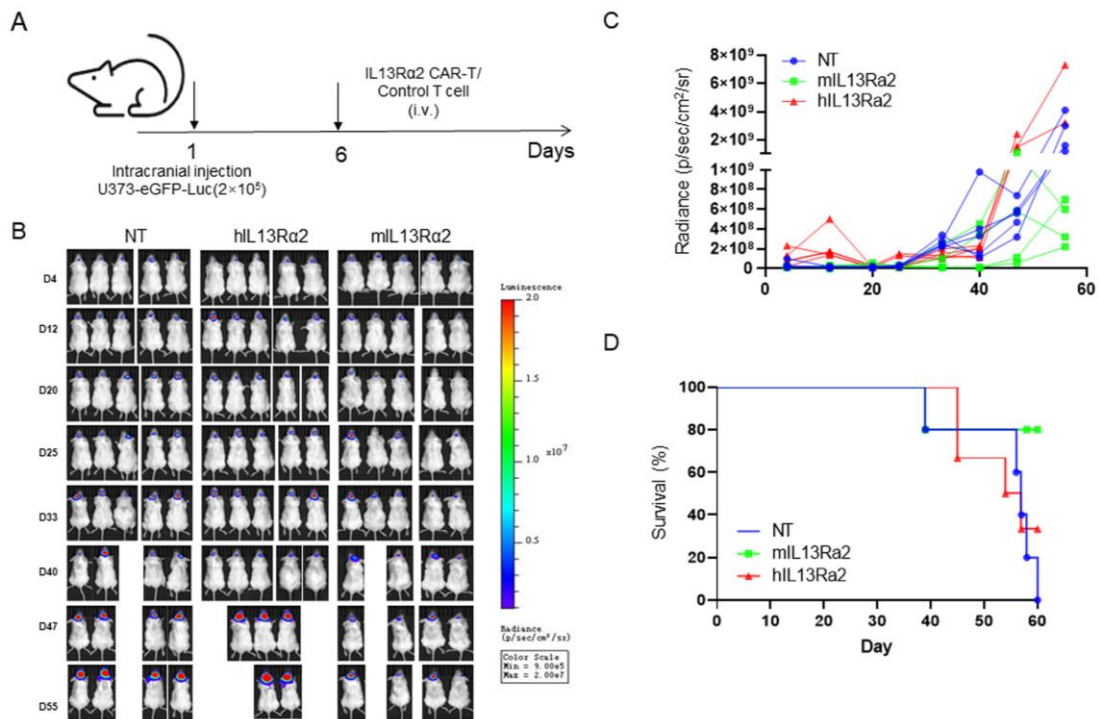 A
IL13Rα2 CAR-T/
Control T cell
(i.v.)
1
6
Days
Intracranial injection
U373-eGFP-Luc(2×10⁵)
B
NT
hIL13Rα2
mIL13Rα2
D4
D12
D20
D25
D33
D40
D47
D55
Luminescence
2.0
1.5
1.0
x10⁷
0.5
Radiance
(p/sec/cm²/sr)
Color Scale
Min = 9.00e5
Max = 2.00e7
C
Radiance (p/sec/cm²/sr)
8×10⁹
6×10⁹
4×10⁹
2×10⁹
1×10⁹
8×10⁸
6×10⁸
4×10⁸
2×10⁸
0
0
20
40
60
NT
mIL13Ra2
hIL13Ra2
D
Survival (%)
100
80
60
40
20
0
0
10
20
30
40
50
60
Day
NT
mIL13Ra2
hIL13Ra2